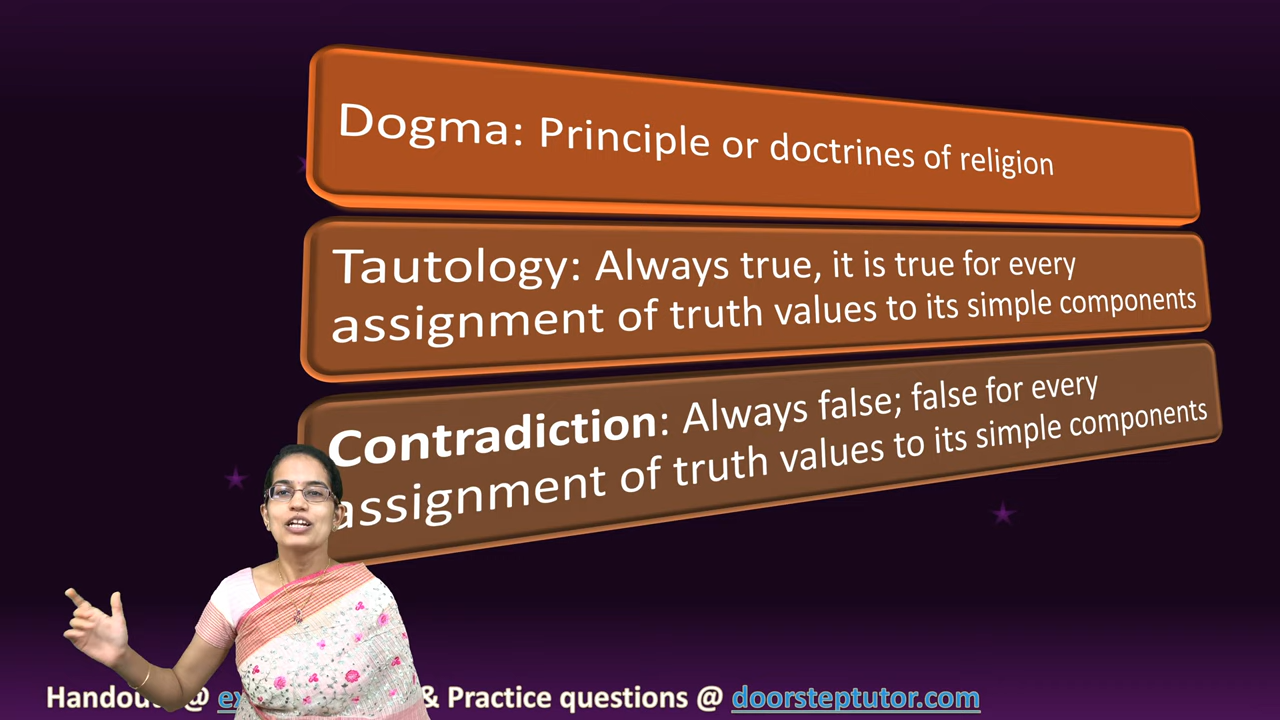 Dogma: Principle or doctrines of religion
Tautology: Always true, it is true for every
assignment of truth values to its simple components
Contradiction: Always false; false for every
assignment of truth values to its simple components
@ & Practice questions @ doorsteptutor.com